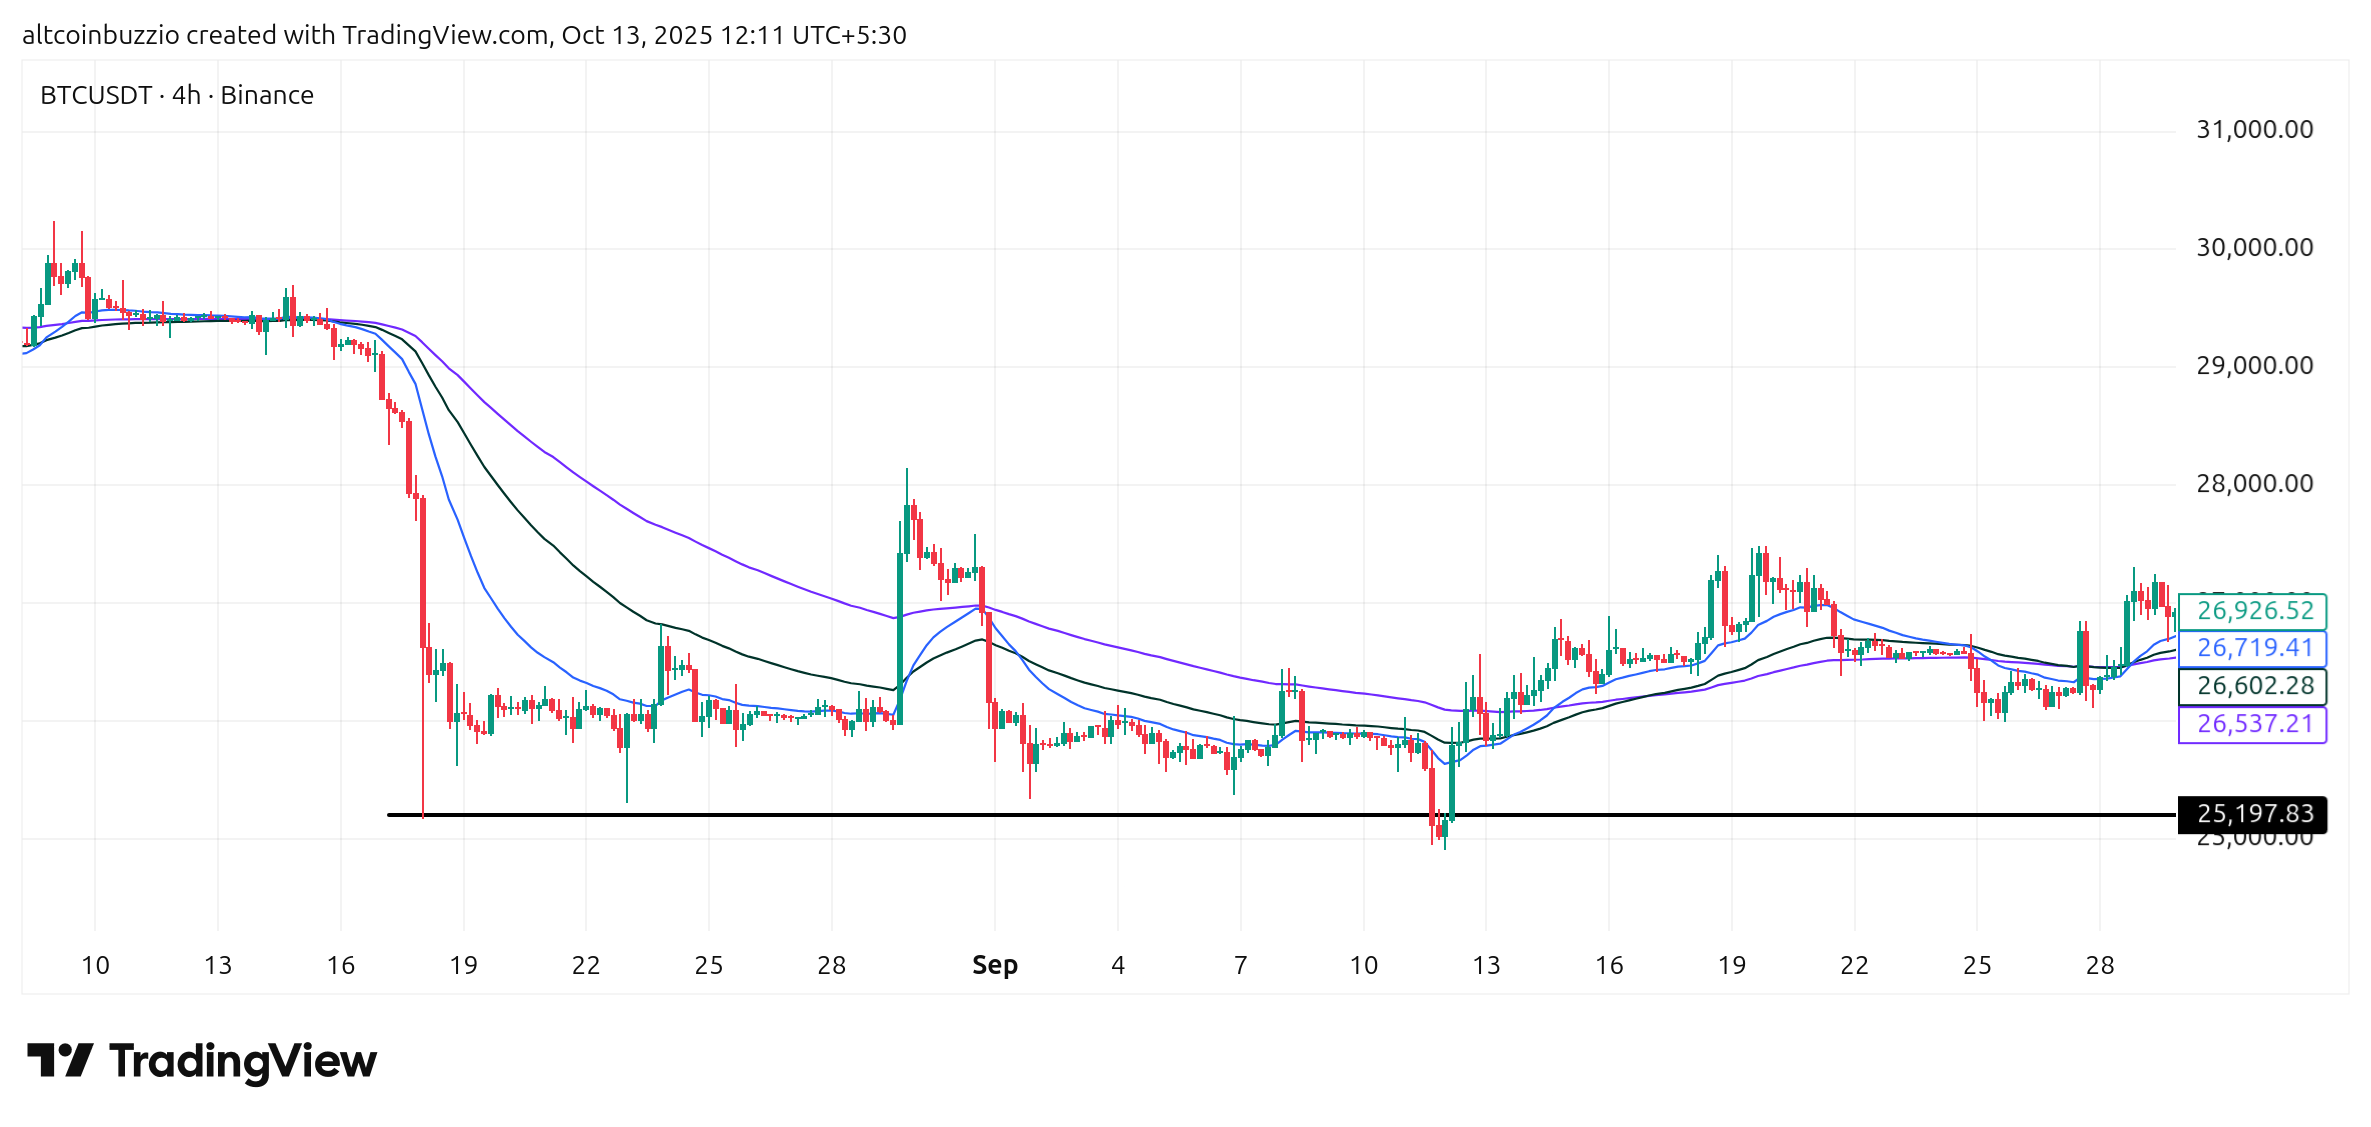 altcoinbuzzio created with TradingView.com, Oct 13, 2025 12:11 UTC+5:30
BTCUSDT · 4h · Binance
31,000.00
30,000.00
29,000.00
28,000.00
26,926.52
26,719.41
26,602.28
26,537.21
25,197.83
25,000.00
10 13 16 19 22 25 28 Sep 4 7 10 13 16 19 22 25 28
TradingView